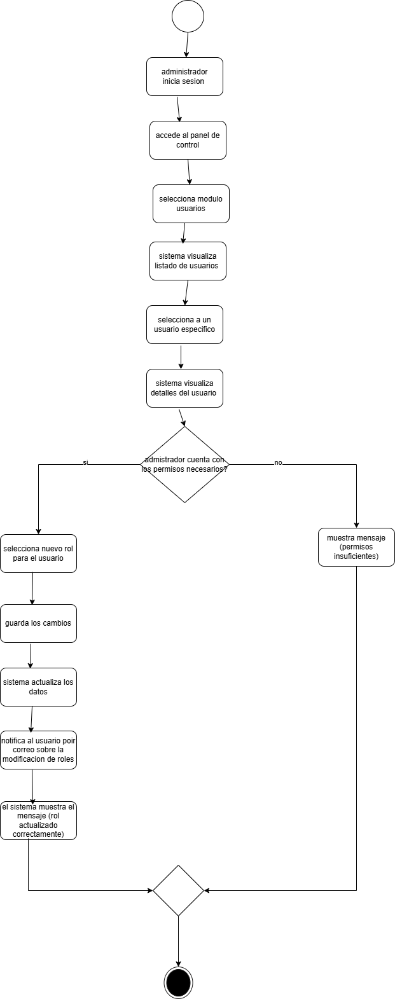 administrador
inicia sesion
accede al panel de
control
selecciona modulo
usuarios
sistema visualiza
listado de usuarios
selecciona a un
usuario especifico
sistema visualiza
detalles del usuario
admistrador cuenta con
los permisos necesarios?
si
no
selecciona nuevo rol
para el usuario
muestra mensaje
(permisos
insuficientes)
guarda los cambios
sistema actualiza los
datos
notifica al usuario poir
correo sobre la
modificacion de roles
el sistema muestra el
mensaje (rol
actualizado
correctamente)